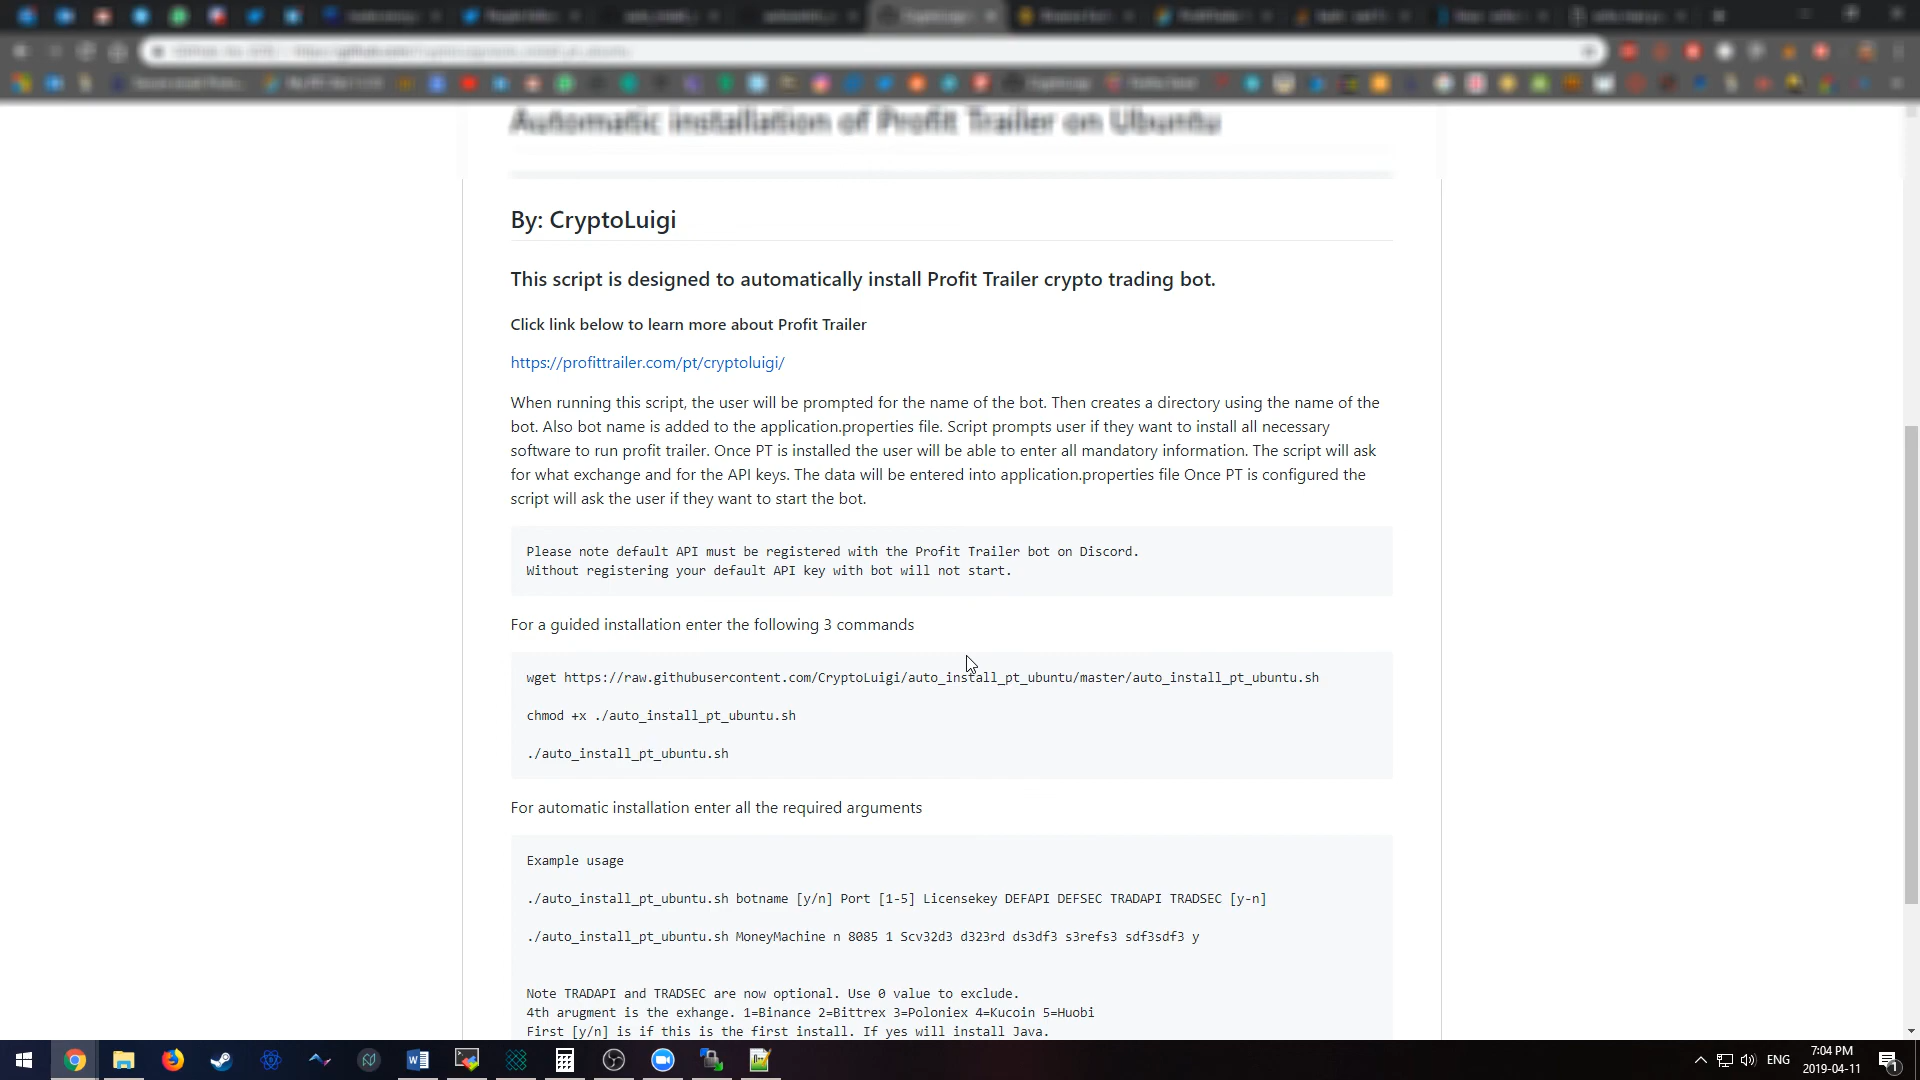 Automatic installation of Profit Trailer on Ubuntu
By: CryptoLuigi
This script is designed to automatically install Profit Trailer crypto trading bot.
Click link below to learn more about Profit Trailer
https://profittrailer.com/pt/cryptoluigi/
When running this script, the user will be prompted for the name of the bot. Then creates a directory using the name of the
bot. Also bot name is added to the application.properties file. Script prompts user if they want to install all necessary
software to run profit trailer. Once PT is installed the user will be able to enter all mandatory information. The script will ask
for what exchange and for the API keys. The data will be entered into application.properties file Once PT is configured the
script will ask the user if they want to start the bot.
Please note default API must be registered with the Profit Trailer bot on Discord.
Without registering your default API key with bot will not start.
For a guided installation enter the following 3 commands
wget https://raw.githubusercontent.com/CryptoLuigi/auto_install_pt_ubuntu/master/auto_install_pt_ubuntu.sh
chmod +x ./auto_install_pt_ubuntu.sh
./auto_install_pt_ubuntu.sh
For automatic installation enter all the required arguments
Example usage
./auto_install_pt_ubuntu.sh botname [y/n] Port [1-5] Licensekey DEFAPI DEFSEC TRADAPI TRADSEC [y-n]
./auto_install_pt_ubuntu.sh MoneyMachine n 8085 1 Scv32d3 d323rd ds3df3 s3refs3 sdf3sdf3 y
Note TRADAPI and TRADSEC are now optional. Use 0 value to exclude.
4th arugment is the exhange. 1=Binance 2=Bittrex 3=Poloniex 4=Kucoin 5=Huobi
First [y/n] is if this is the first install. If yes will install Java.
ENG
7:04 PM
2019-04-11
1